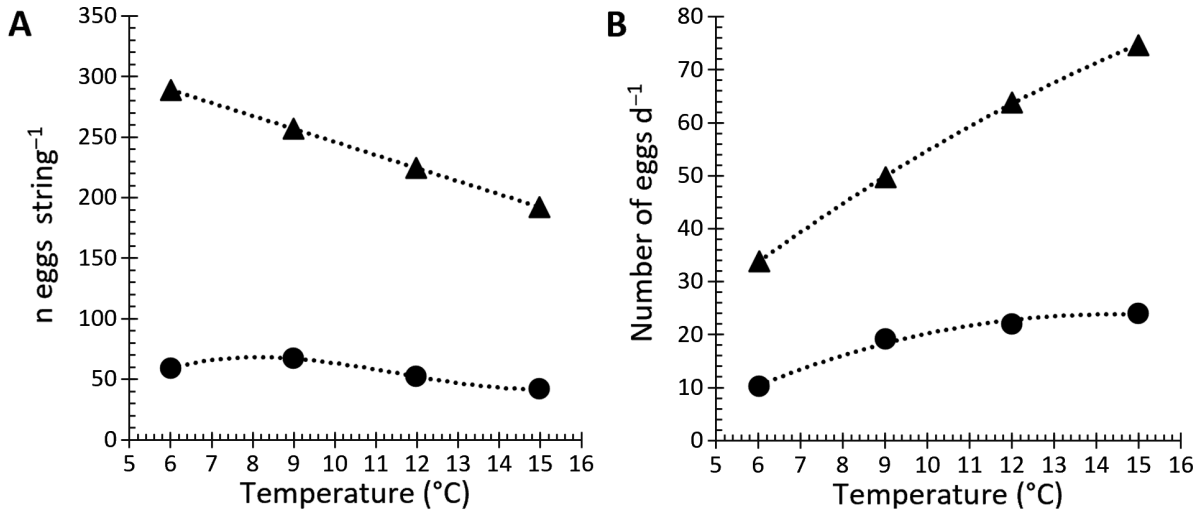 A
350
300
250
200
150
100
50
0
n eggs string⁻¹
5 6 7 8 9 10 11 12 13 14 15 16
Temperature (°C)
B
80
70
60
50
40
30
20
10
0
Number of eggs d⁻¹
5 6 7 8 9 10 11 12 13 14 15 16
Temperature (°C)